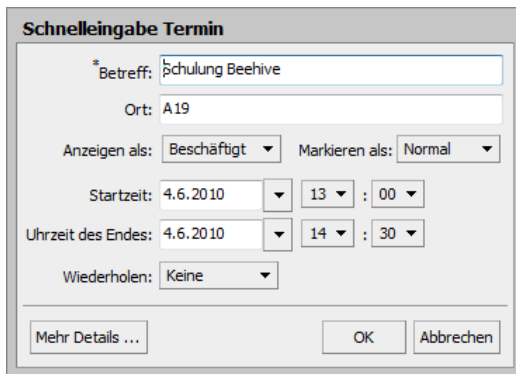 Schnelleingabe Termin
*Betreff: Schulung Beehive
Ort: A19
Anzeigen als: Beschäftigt Markieren als: Normal
Startzeit: 4.6.2010 13 : 00
Uhrzeit des Endes: 4.6.2010 14 : 30
Wiederholen: Keine
Mehr Details ... OK Abbrechen